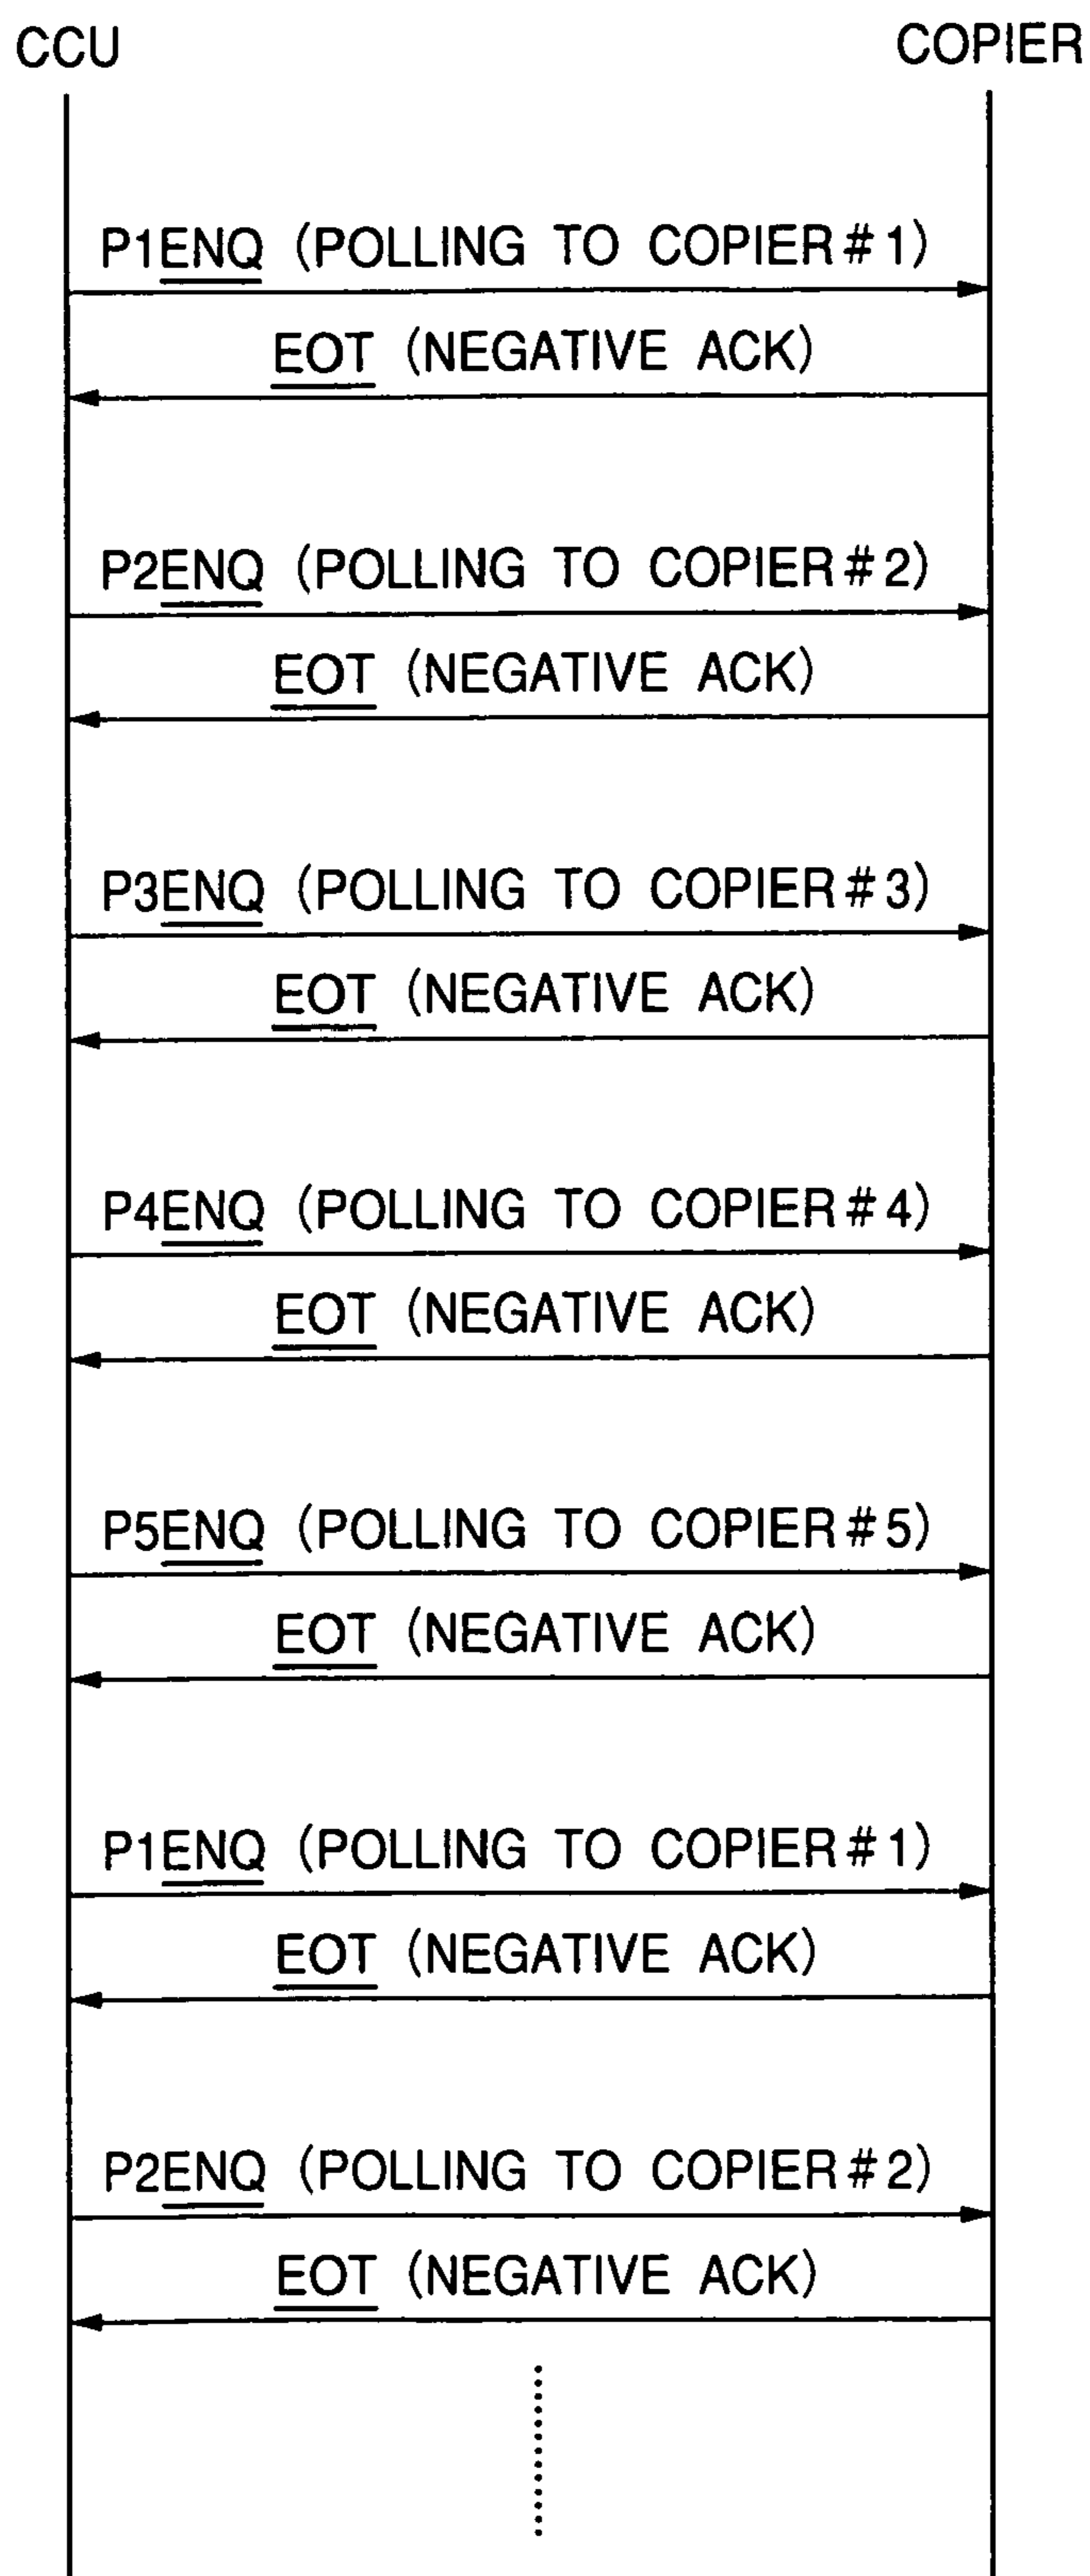 CCU COPIER
P1ENQ (POLLING TO COPIER#1)
EOT (NEGATIVE ACK)
P2ENQ (POLLING TO COPIER#2)
EOT (NEGATIVE ACK)
P3ENQ (POLLING TO COPIER#3)
EOT (NEGATIVE ACK)
P4ENQ (POLLING TO COPIER#4)
EOT (NEGATIVE ACK)
P5ENQ (POLLING TO COPIER#5)
EOT (NEGATIVE ACK)
P1ENQ (POLLING TO COPIER#1)
EOT (NEGATIVE ACK)
P2ENQ (POLLING TO COPIER#2)
EOT (NEGATIVE ACK)